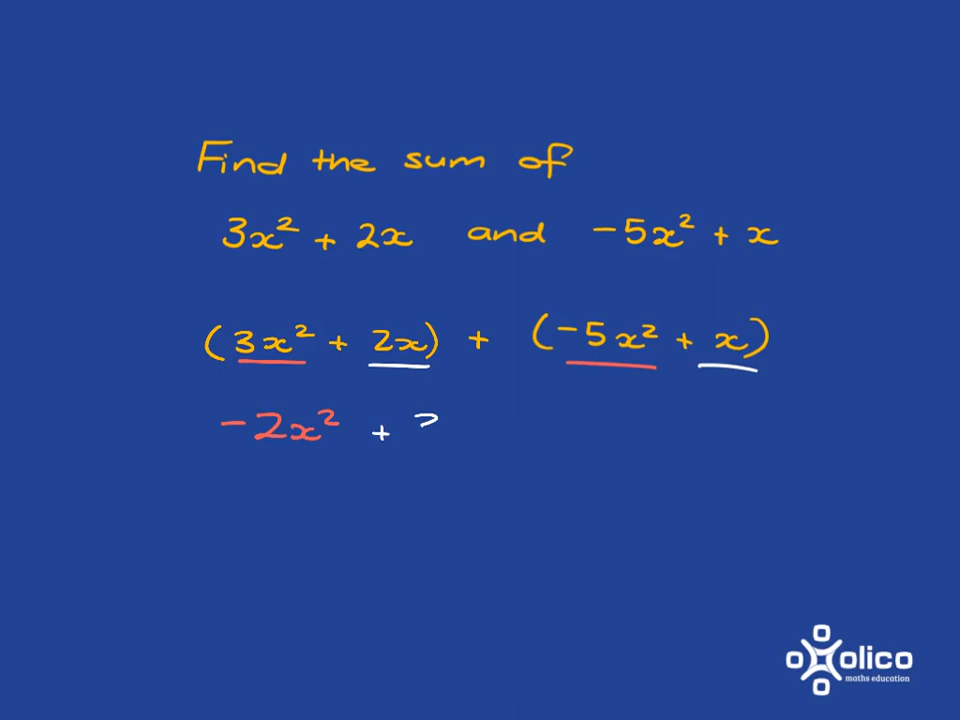 Find the sum of
3x² + 2x and -5x² + x
(3x² + 2x) + (-5x² + x)
-2x² +
olico
maths education